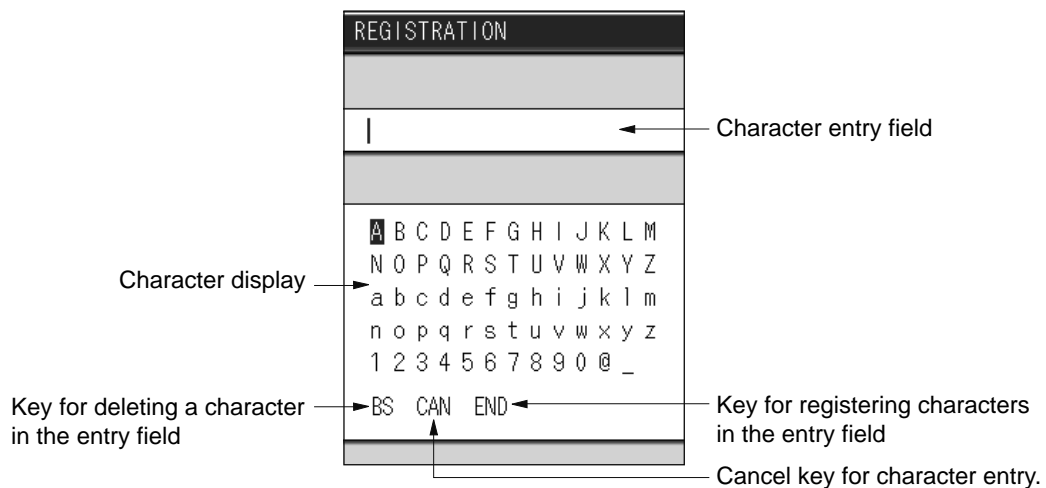 REGISTRATION
Character entry field
A B C D E F G H I J K L M
N O P Q R S T U V W X Y Z
Character display
a b c d e f g h i j k l m
n o p q r s t u v w x y z
1 2 3 4 5 6 7 8 9 0 @ _
Key for deleting a character
in the entry field
BS CAN END
Key for registering characters
in the entry field
Cancel key for character entry.